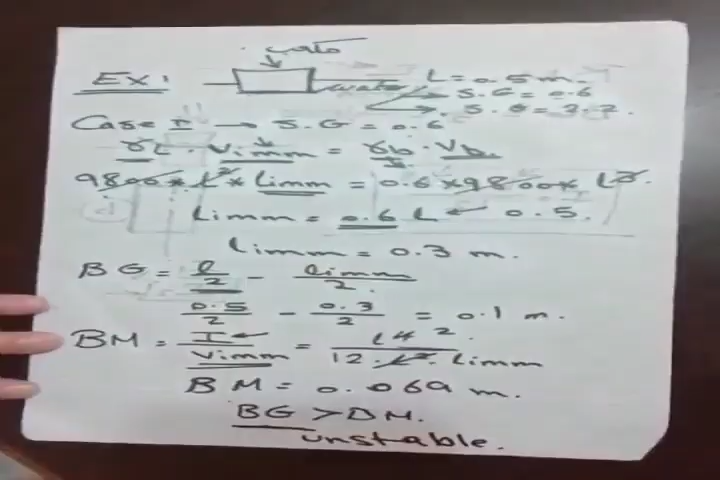 Ex: L = 0.5 m.
water S.G = 0.6
S.G = 3.2.
Case I → S.G = 0.6
γL · Vimm = γb · Vb
9800 * L² * Limm = 0.6 * 9800 * L³.
Limm = 0.6 L ← 0.5.
Limm = 0.3 m.
BG = l/2 - limm/2
0.5/2 - 0.3/2 = 0.1 m.
BM = I/Vimm = L4 2/12 · L² · Limm
BM = 0.069 m.
BG > BM.
unstable.